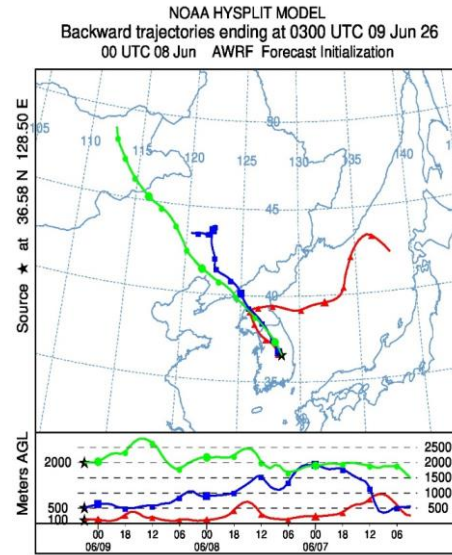 NOAA HYSPLIT MODEL
Backward trajectories ending at 0300 UTC 09 Jun 26
00 UTC 08 Jun AWRF Forecast Initialization
Source ★ at 36.58 N 128.50 E
105
110
115
120
125
130
135
140
50
45
40
35
Meters AGL
2000
500
100
2500
2000
1500
1000
500
00 18 12 06 00 18 12 06 00 18 12 06
06/09 06/08 06/07